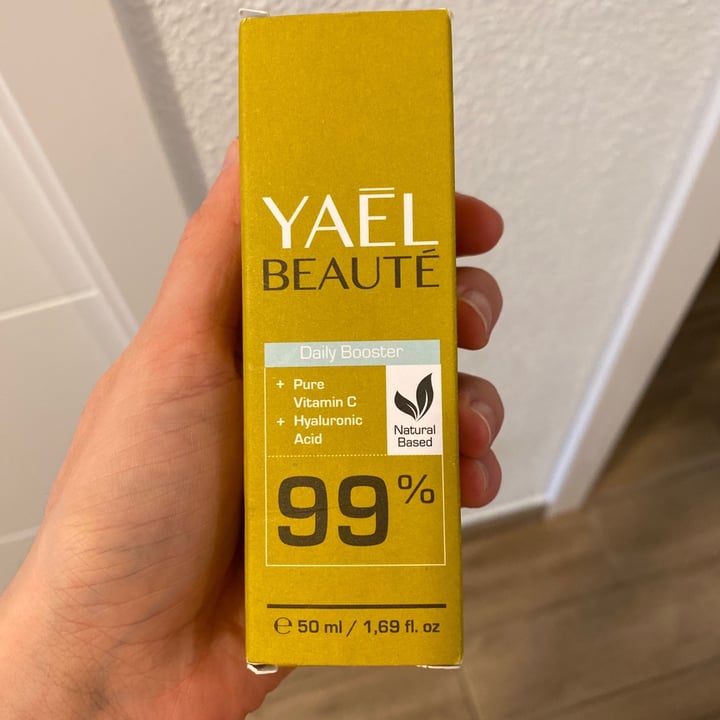 YAĒL
BEAUTÉ
Daily Booster
+ Pure
Vitamin C
+ Hyaluronic
Acid
Natural
Based
99%
℮ 50 ml / 1,69 fl. oz